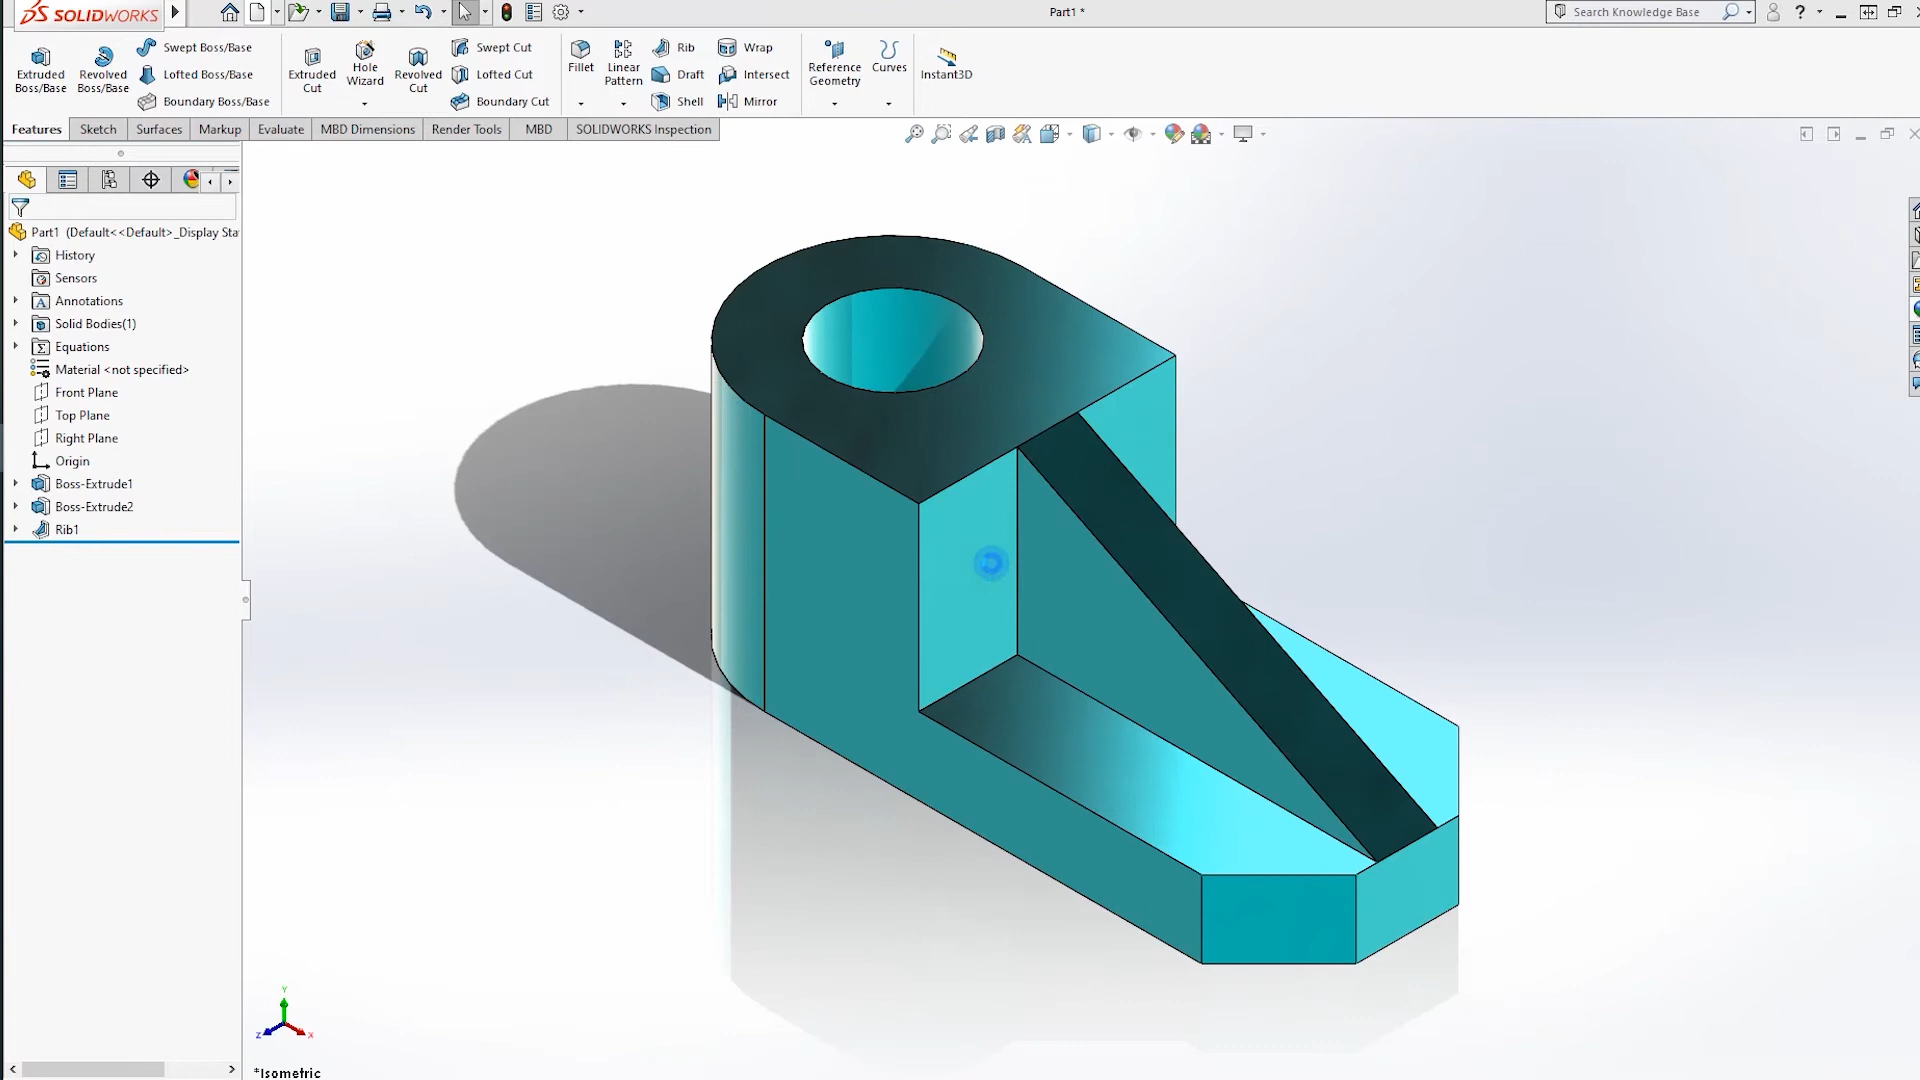 SOLIDWORKS
Part1 *
Search Knowledge Base
?
Extruded Boss/Base
Revolved Boss/Base
Swept Boss/Base
Lofted Boss/Base
Boundary Boss/Base
Extruded Cut
Hole Wizard
Revolved Cut
Swept Cut
Lofted Cut
Boundary Cut
Fillet
Linear Pattern
Rib
Draft
Shell
Wrap
Intersect
Mirror
Reference Geometry
Curves
Instant3D
Features
Sketch
Surfaces
Markup
Evaluate
MBD Dimensions
Render Tools
MBD
SOLIDWORKS Inspection
Part1 (Default<<Default>_Display Sta
History
Sensors
Annotations
Solid Bodies(1)
Equations
Material <not specified>
Front Plane
Top Plane
Right Plane
Origin
Boss-Extrude1
Boss-Extrude2
Rib1
Y
Z
X
*Isometric